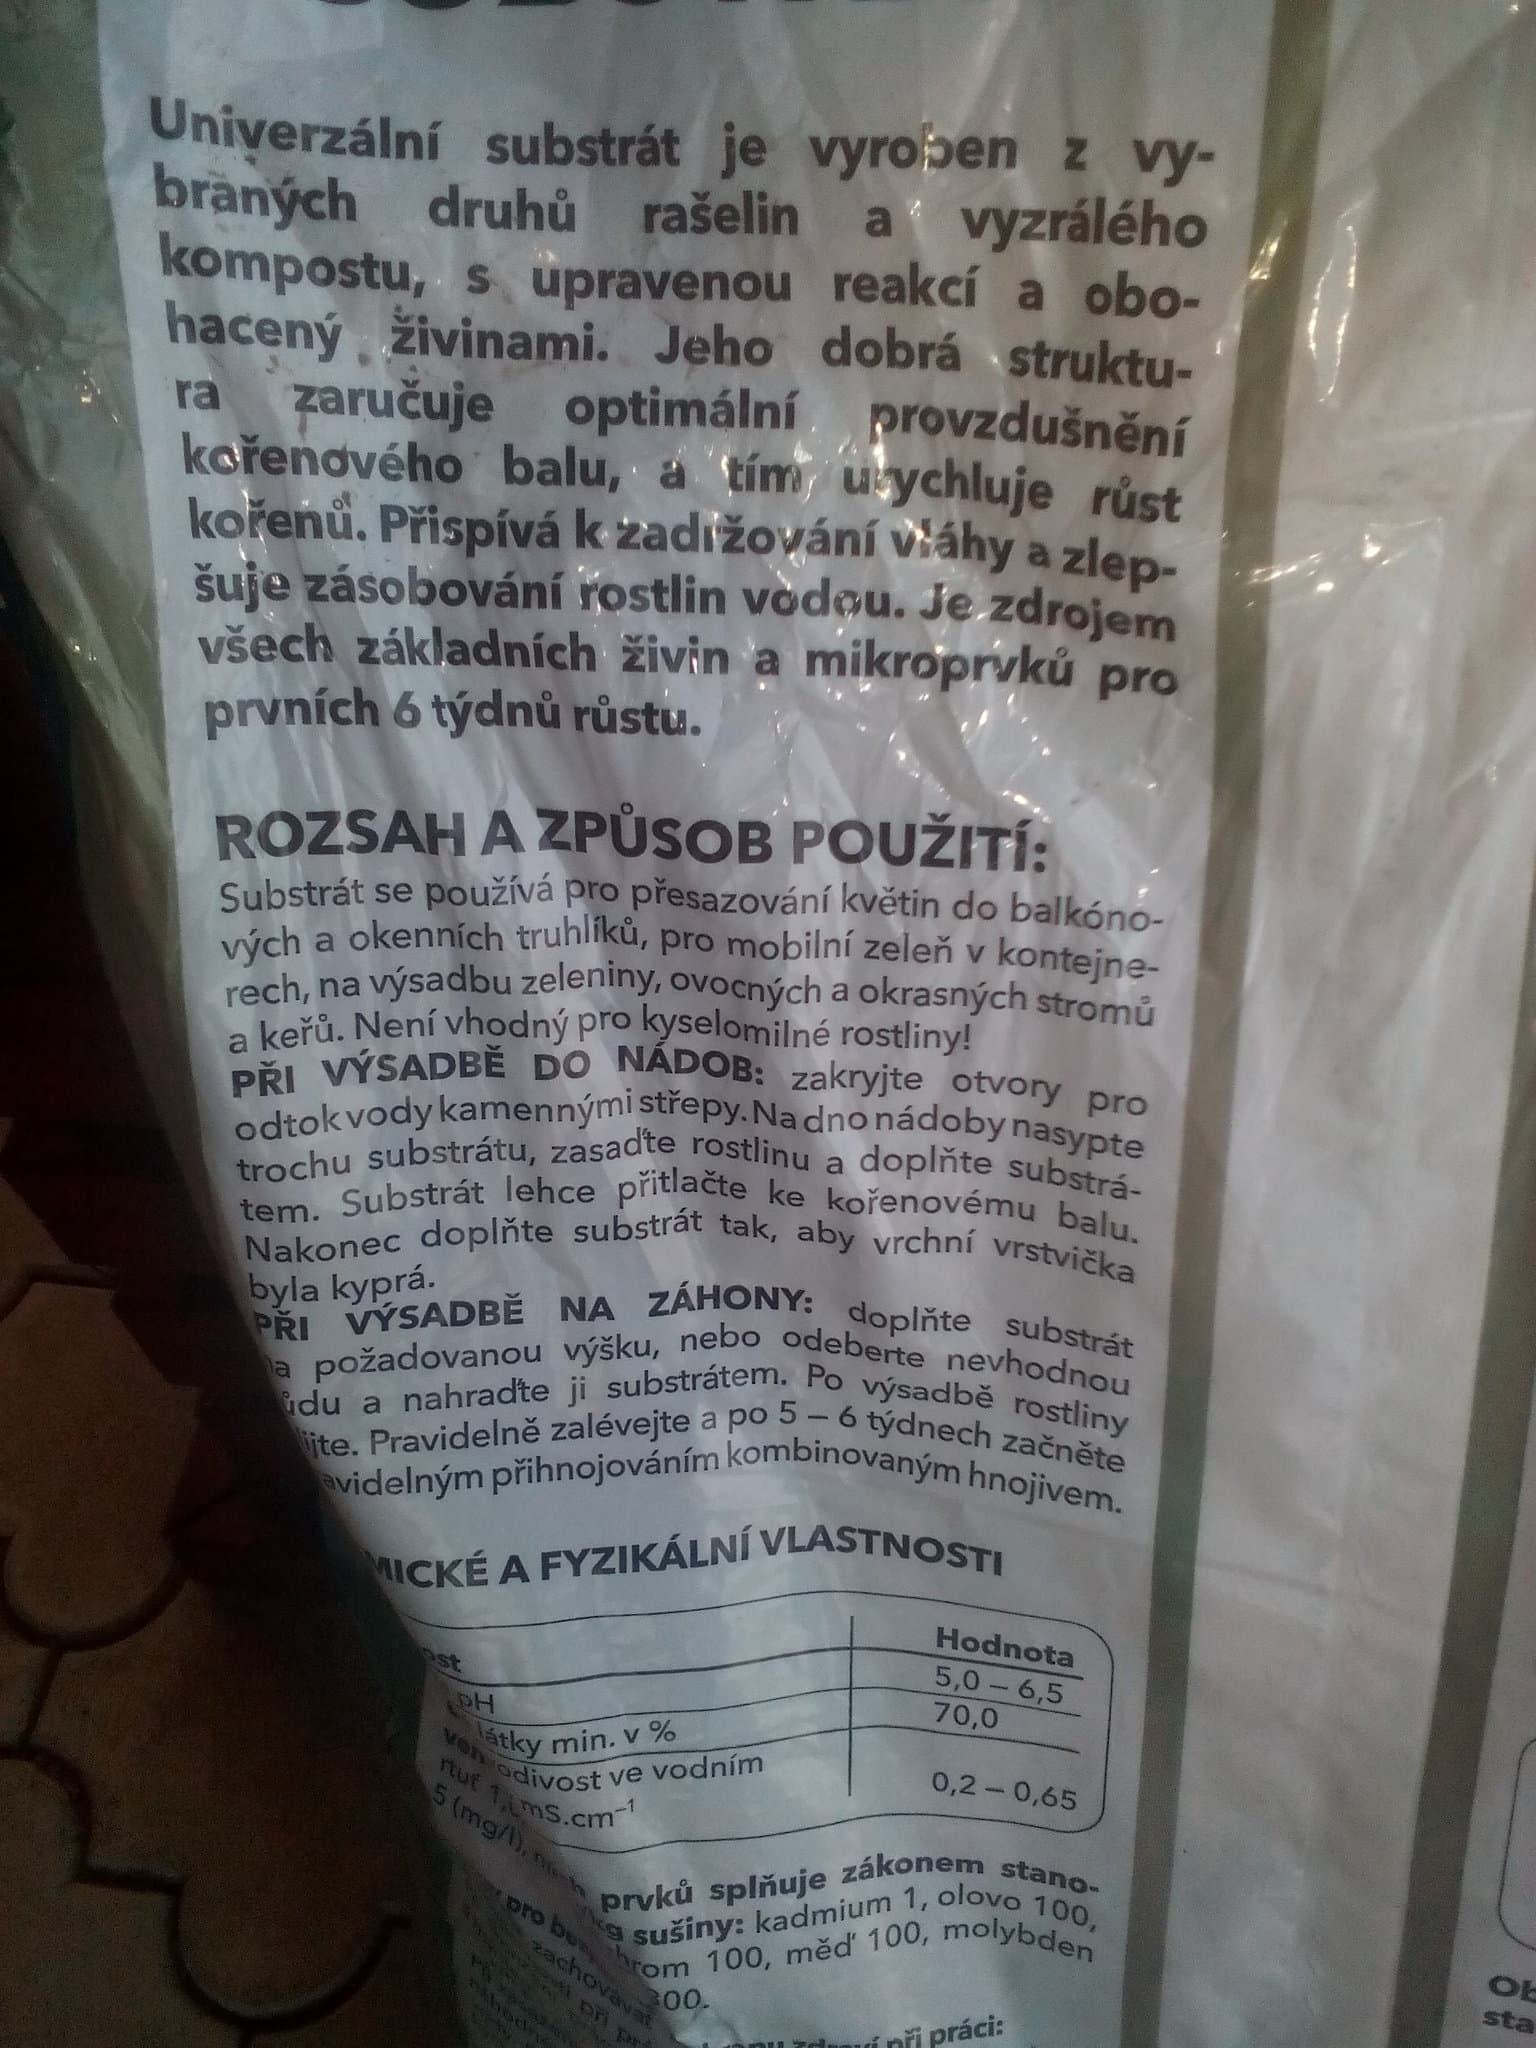 Univerzální substrát je vyroben z vy-
braných druhů rašelin a vyzrálého
kompostu, s upravenou reakcí a obo-
hacený živinami. Jeho dobrá struktu-
ra zaručuje optimální provzdušnění
kořenového balu, a tím urychluje růst
kořenů. Přispívá k zadržování vláhy a zlep-
šuje zásobování rostlin vodou. Je zdrojem
všech základních živin a mikroprvků pro
prvních 6 týdnů růstu.
ROZSAH A ZPŮSOB POUŽITÍ:
Substrát se používá pro přesazování květin do balkóno-
vých a okenních truhlíků, pro mobilní zeleň v kontejne-
rech, na výsadbu zeleniny, ovocných a okrasných stromů
a keřů. Není vhodný pro kyselomilné rostliny!
PŘI VÝSADBĚ DO NÁDOB: zakryjte otvory pro
odtok vody kamennými střepy. Na dno nádoby nasypte
trochu substrátu, zasaďte rostlinu a doplňte substrá-
tem. Substrát lehce přitlačte ke kořenovému balu.
Nakonec doplňte substrát tak, aby vrchní vrstvička
byla kyprá.
PŘI VÝSADBĚ NA ZÁHONY: doplňte substrát
požadovanou výšku, nebo odeberte nevhodnou
a nahraďte ji substrátem. Po výsadbě rostliny
Pravidelně zalévejte a po 5 – 6 týdnech začněte
přihnojováním kombinovaným hnojivem.
A FYZIKÁLNÍ VLASTNOSTI
Hodnota
pH 5,0 – 6,5
látky min. v % 70,0
ve vodním
mS.cm⁻¹ 0,2 – 0,65
5 (mg/l),
prvků splňuje zákonem stano-
sušiny: kadmium 1, olovo 100,
100, měď 100, molybden
pro
zachovávat
při
při práci: